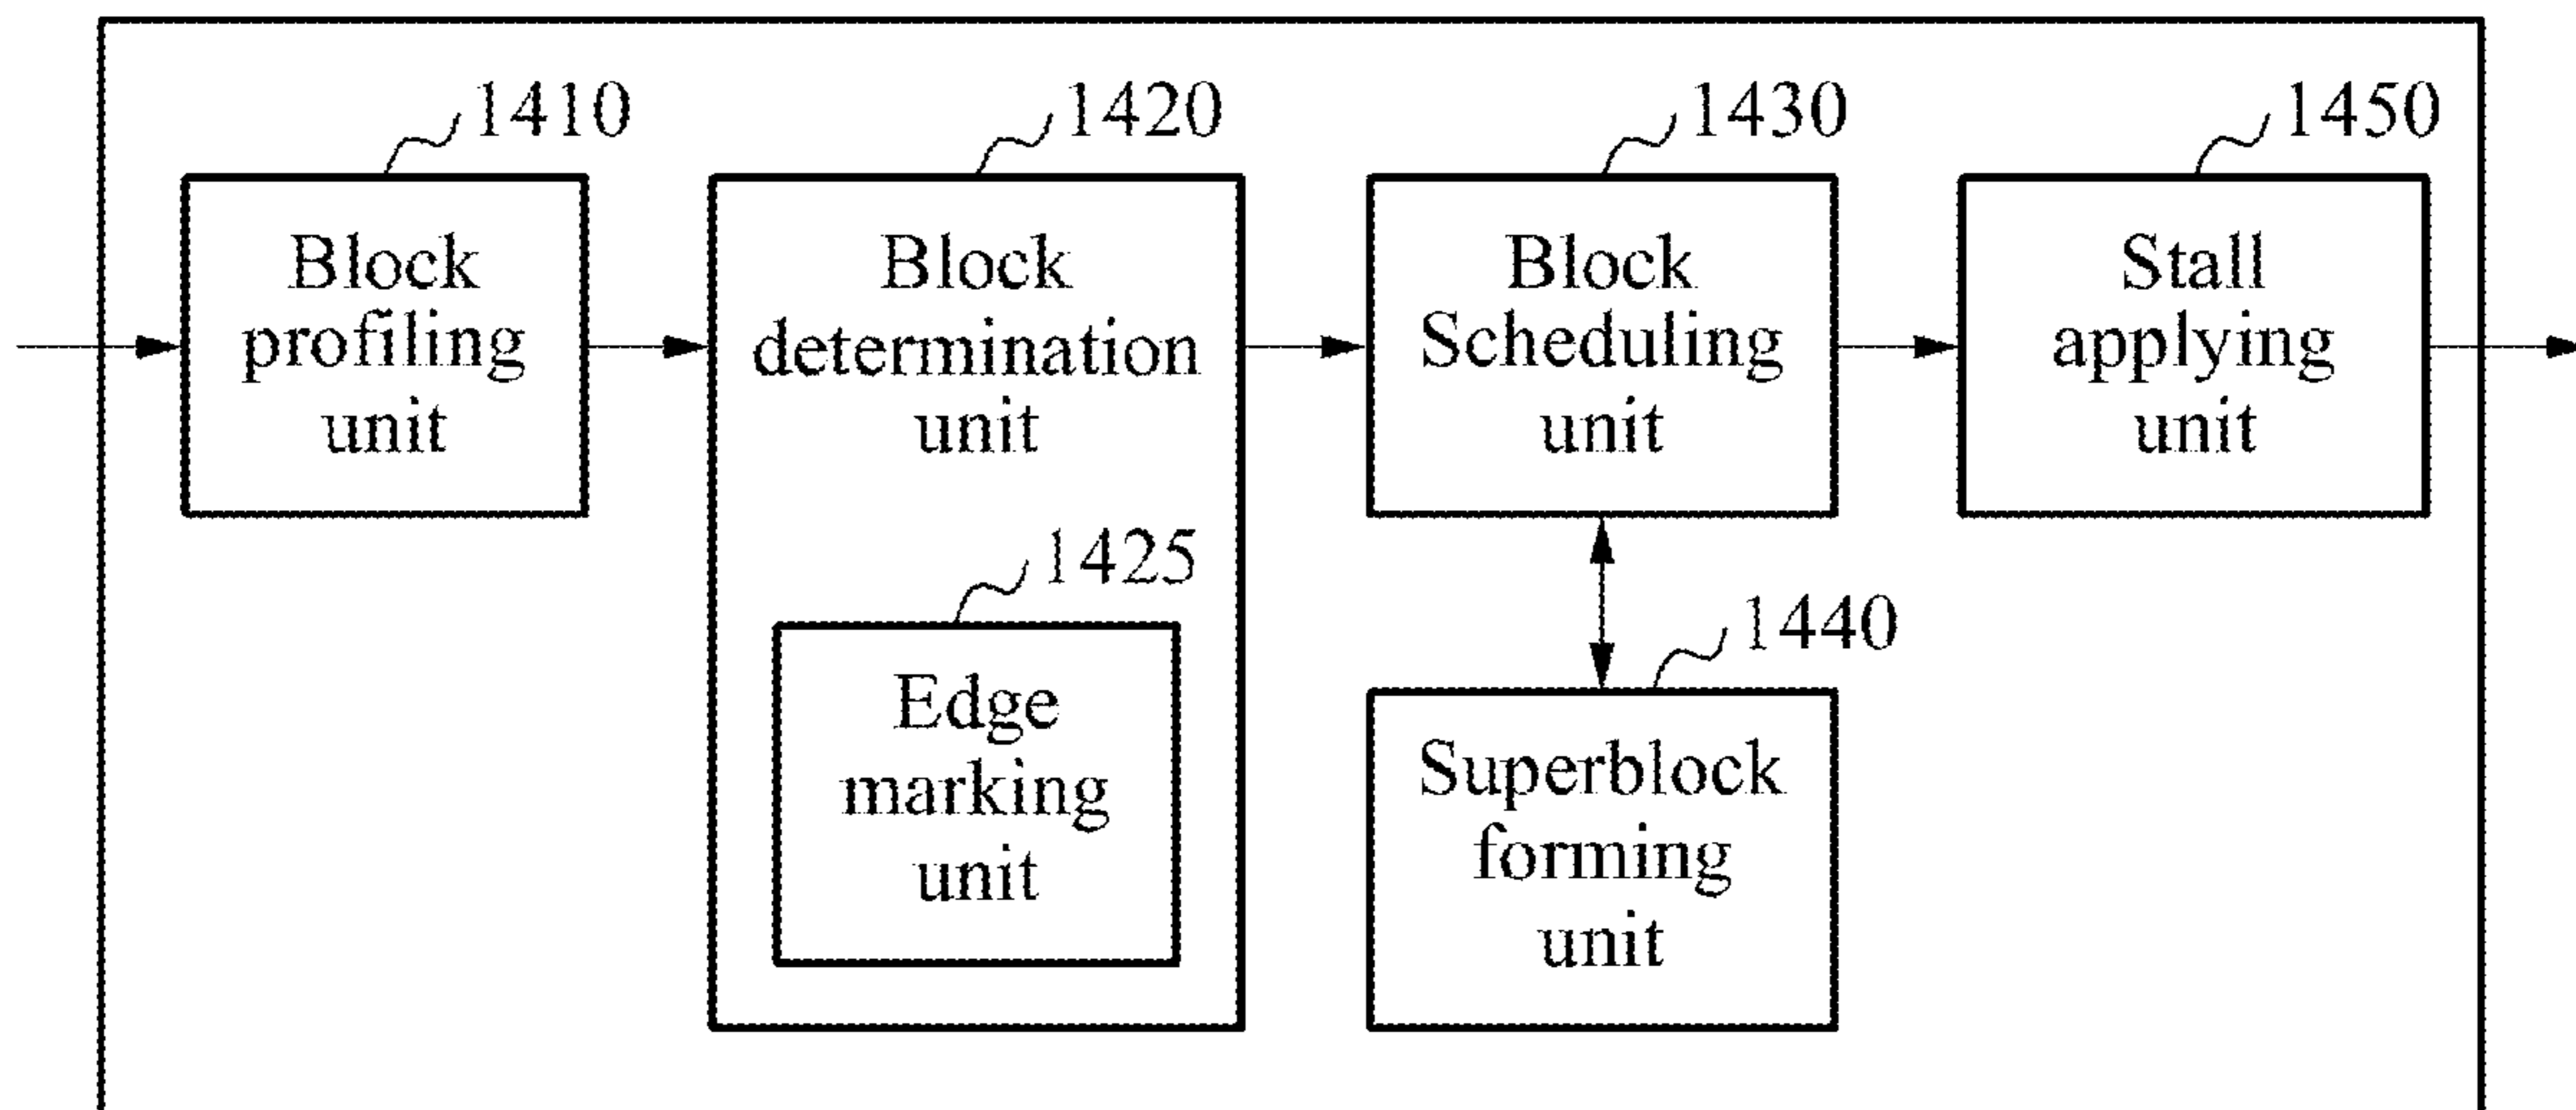 1410
Block
profiling
unit
1420
Block
determination
unit
1425
Edge
marking
unit
1430
Block
Scheduling
unit
1440
Superblock
forming
unit
1450
Stall
applying
unit